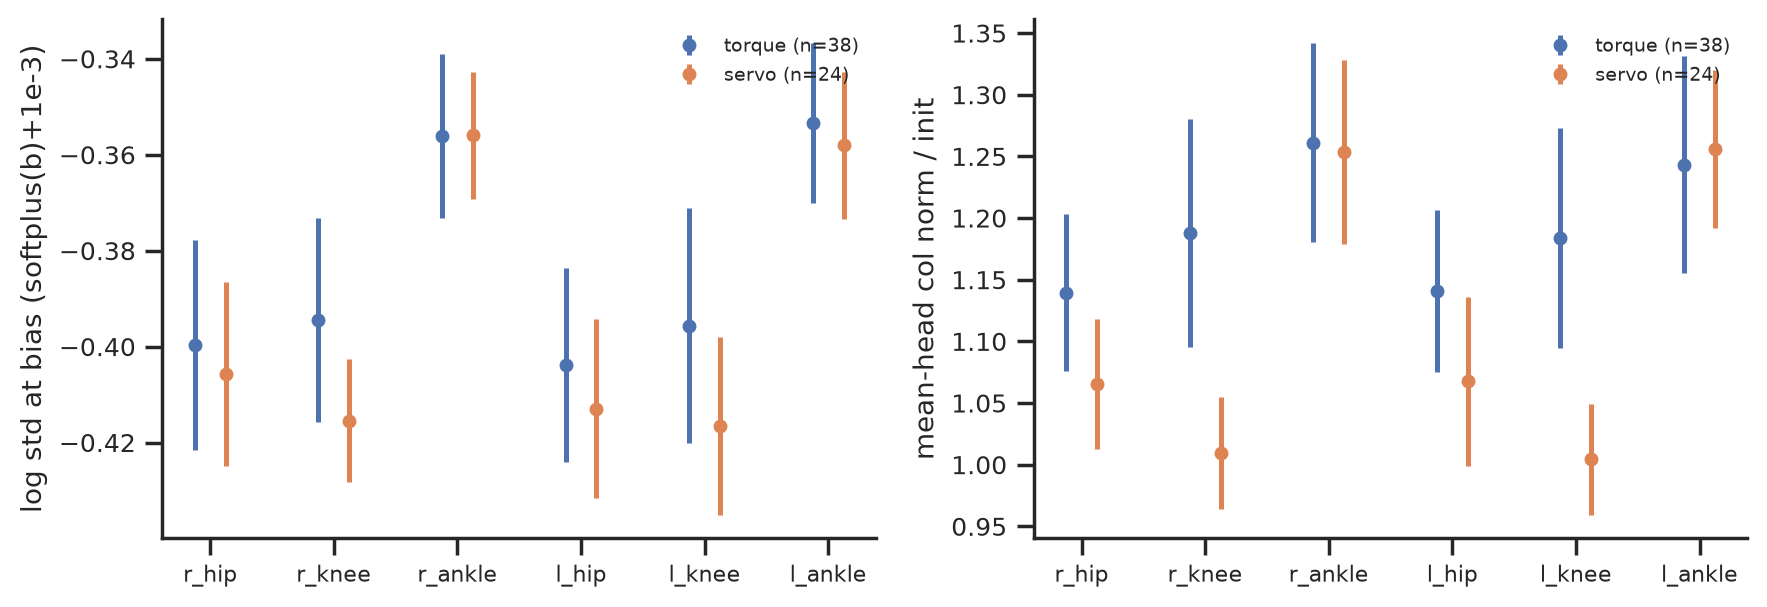 log std at bias (softplus(b)+1e-3)
−0.34
−0.36
−0.38
−0.40
−0.42
torque (n=38)
servo (n=24)
r_hip
r_knee
r_ankle
l_hip
l_knee
l_ankle
mean-head col norm / init
1.35
1.30
1.25
1.20
1.15
1.10
1.05
1.00
0.95
torque (n=38)
servo (n=24)
r_hip
r_knee
r_ankle
l_hip
l_knee
l_ankle